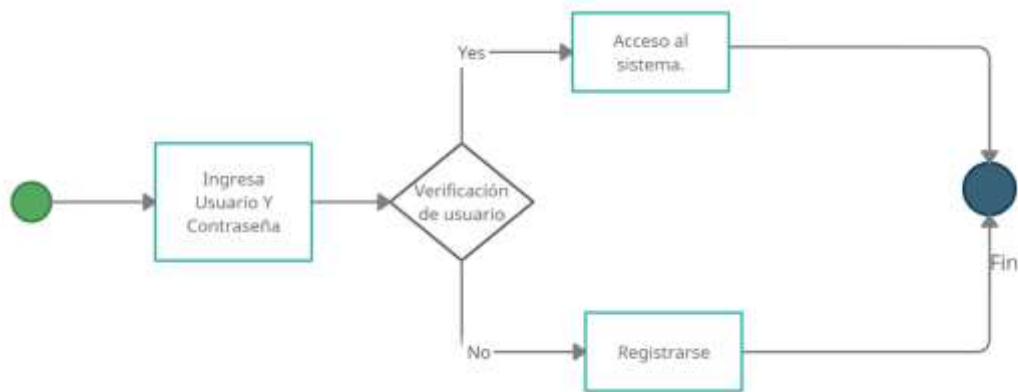 Yes
Acceso al
sistema.
Ingresa
Usuario Y
Contraseña
Verificación
de usuario
Fin
No
Registrarse